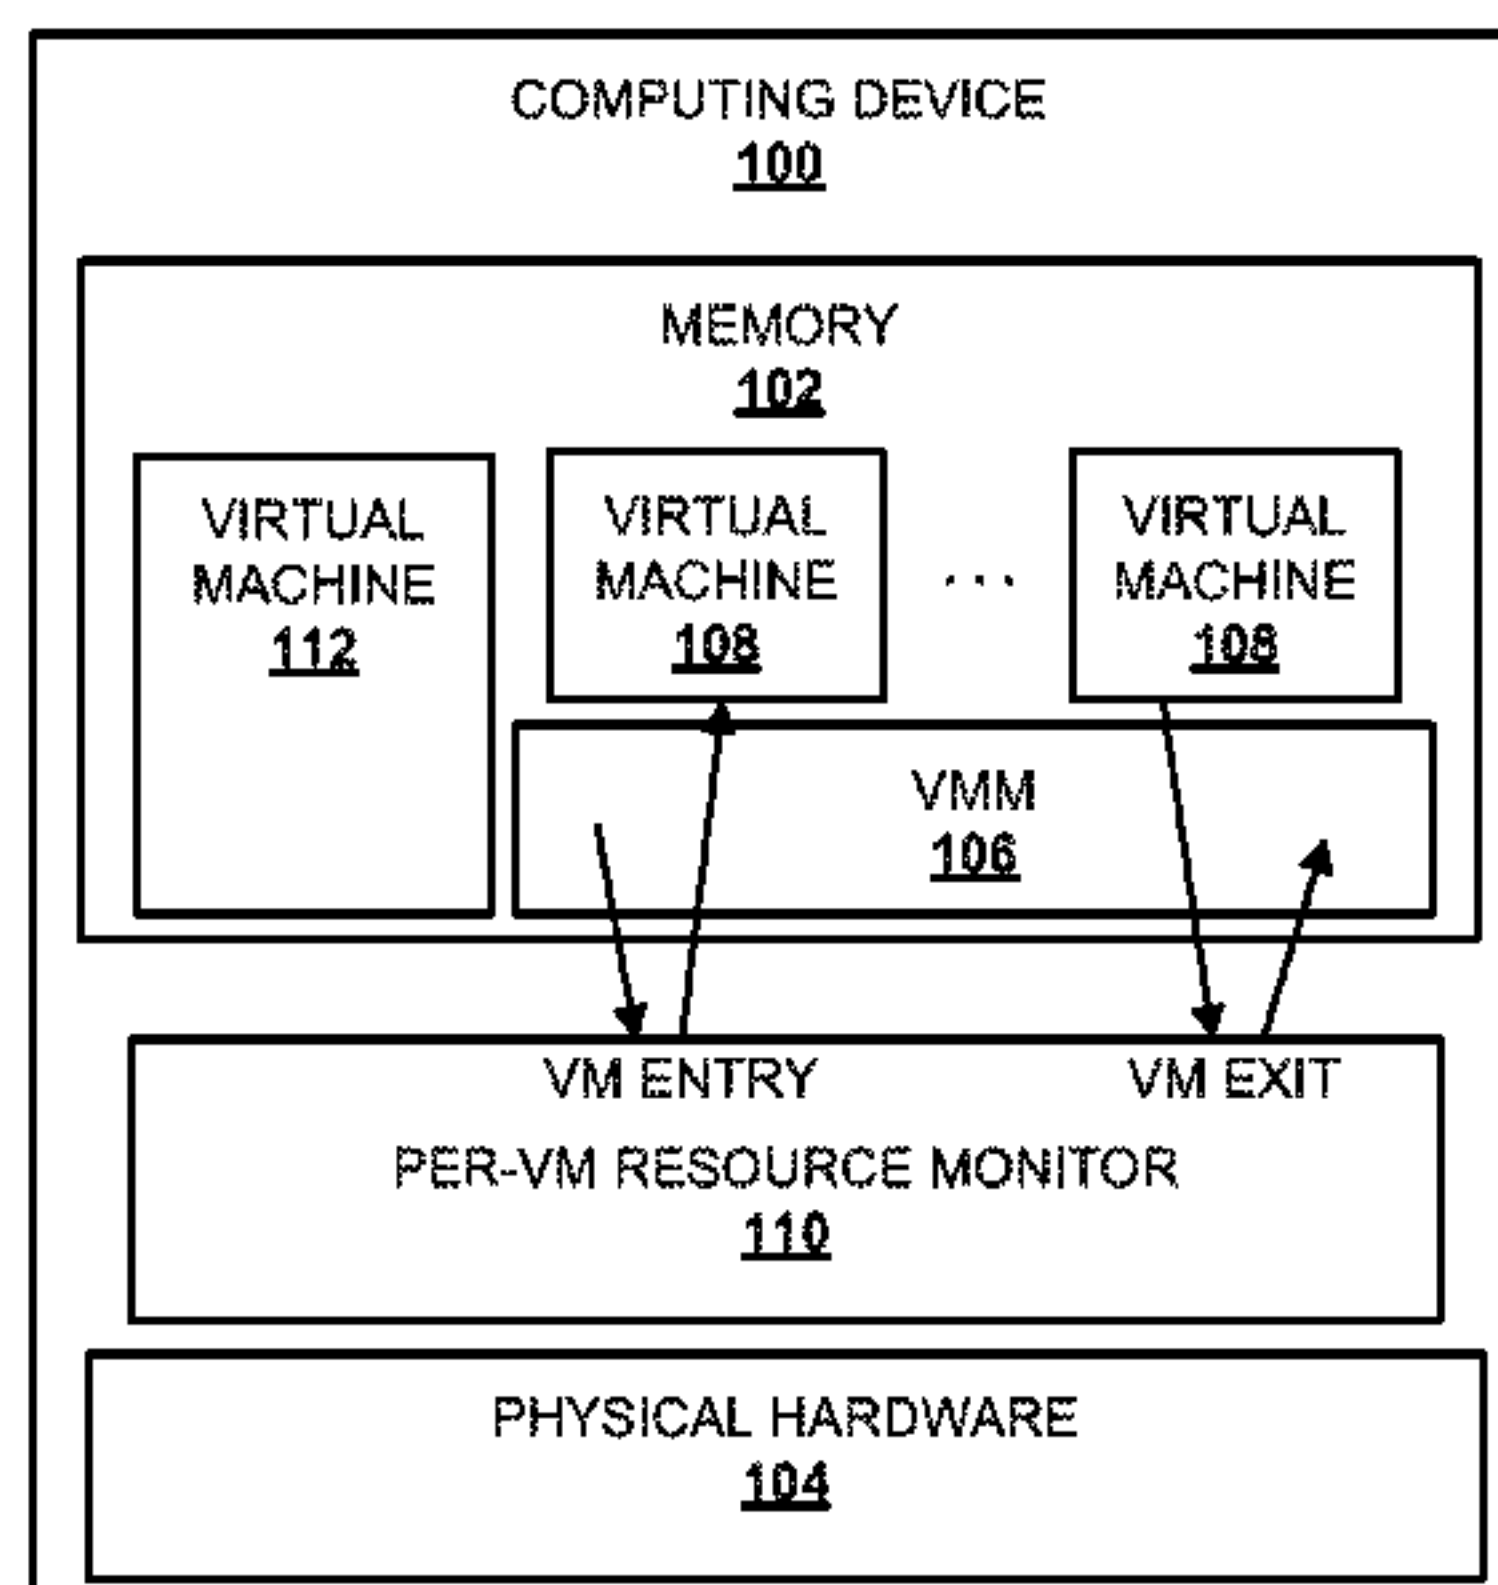 COMPUTING DEVICE
100
MEMORY
102
VIRTUAL
MACHINE
112
VIRTUAL
MACHINE
108
...
VIRTUAL
MACHINE
108
VMM
106
VM ENTRY
VM EXIT
PER-VM RESOURCE MONITOR
110
PHYSICAL HARDWARE
104